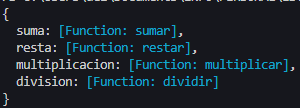 {
  suma: [Function: sumar],
  resta: [Function: restar],
  multiplicacion: [Function: multiplicar],
  division: [Function: dividir]
}